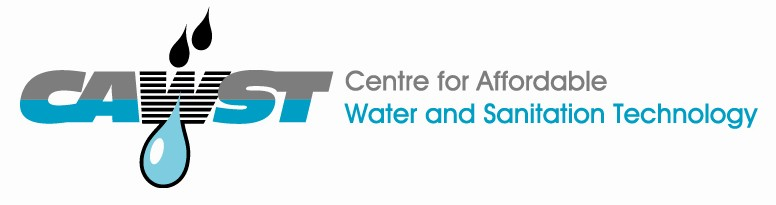 CAWST
Centre for Affordable
Water and Sanitation Technology